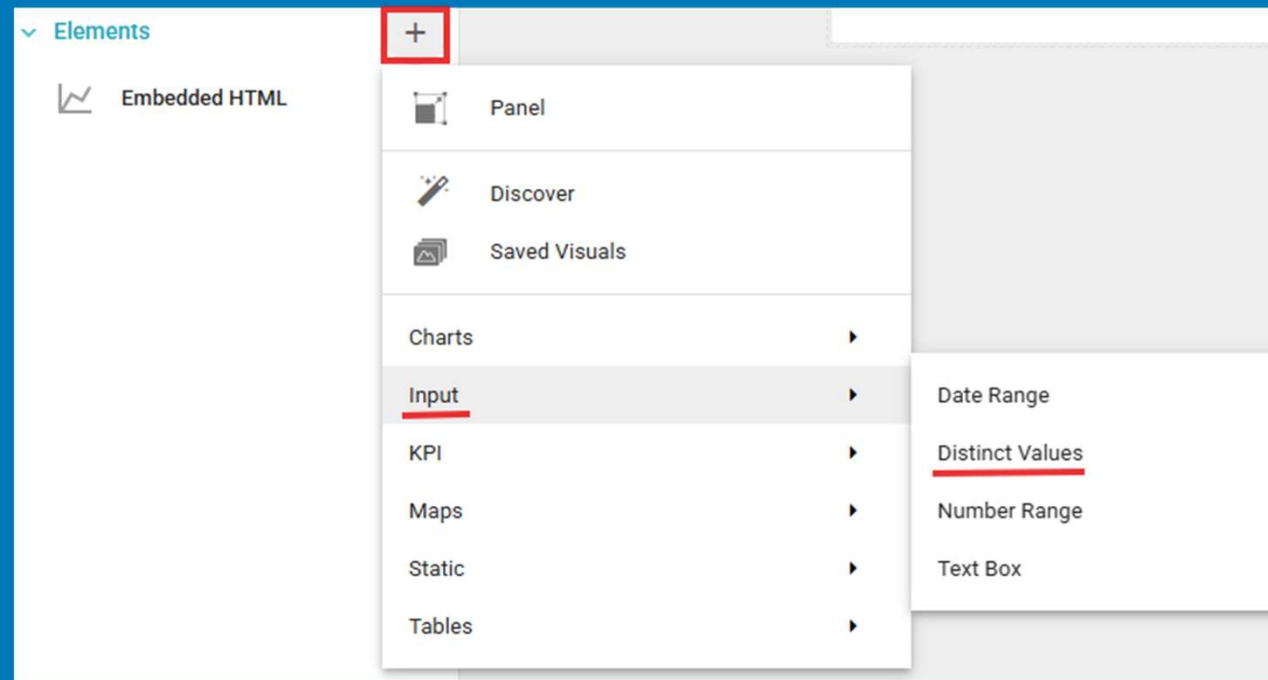 Elements
+
Embedded HTML
Panel
Discover
Saved Visuals
Charts
Input
KPI
Maps
Static
Tables
Date Range
Distinct Values
Number Range
Text Box